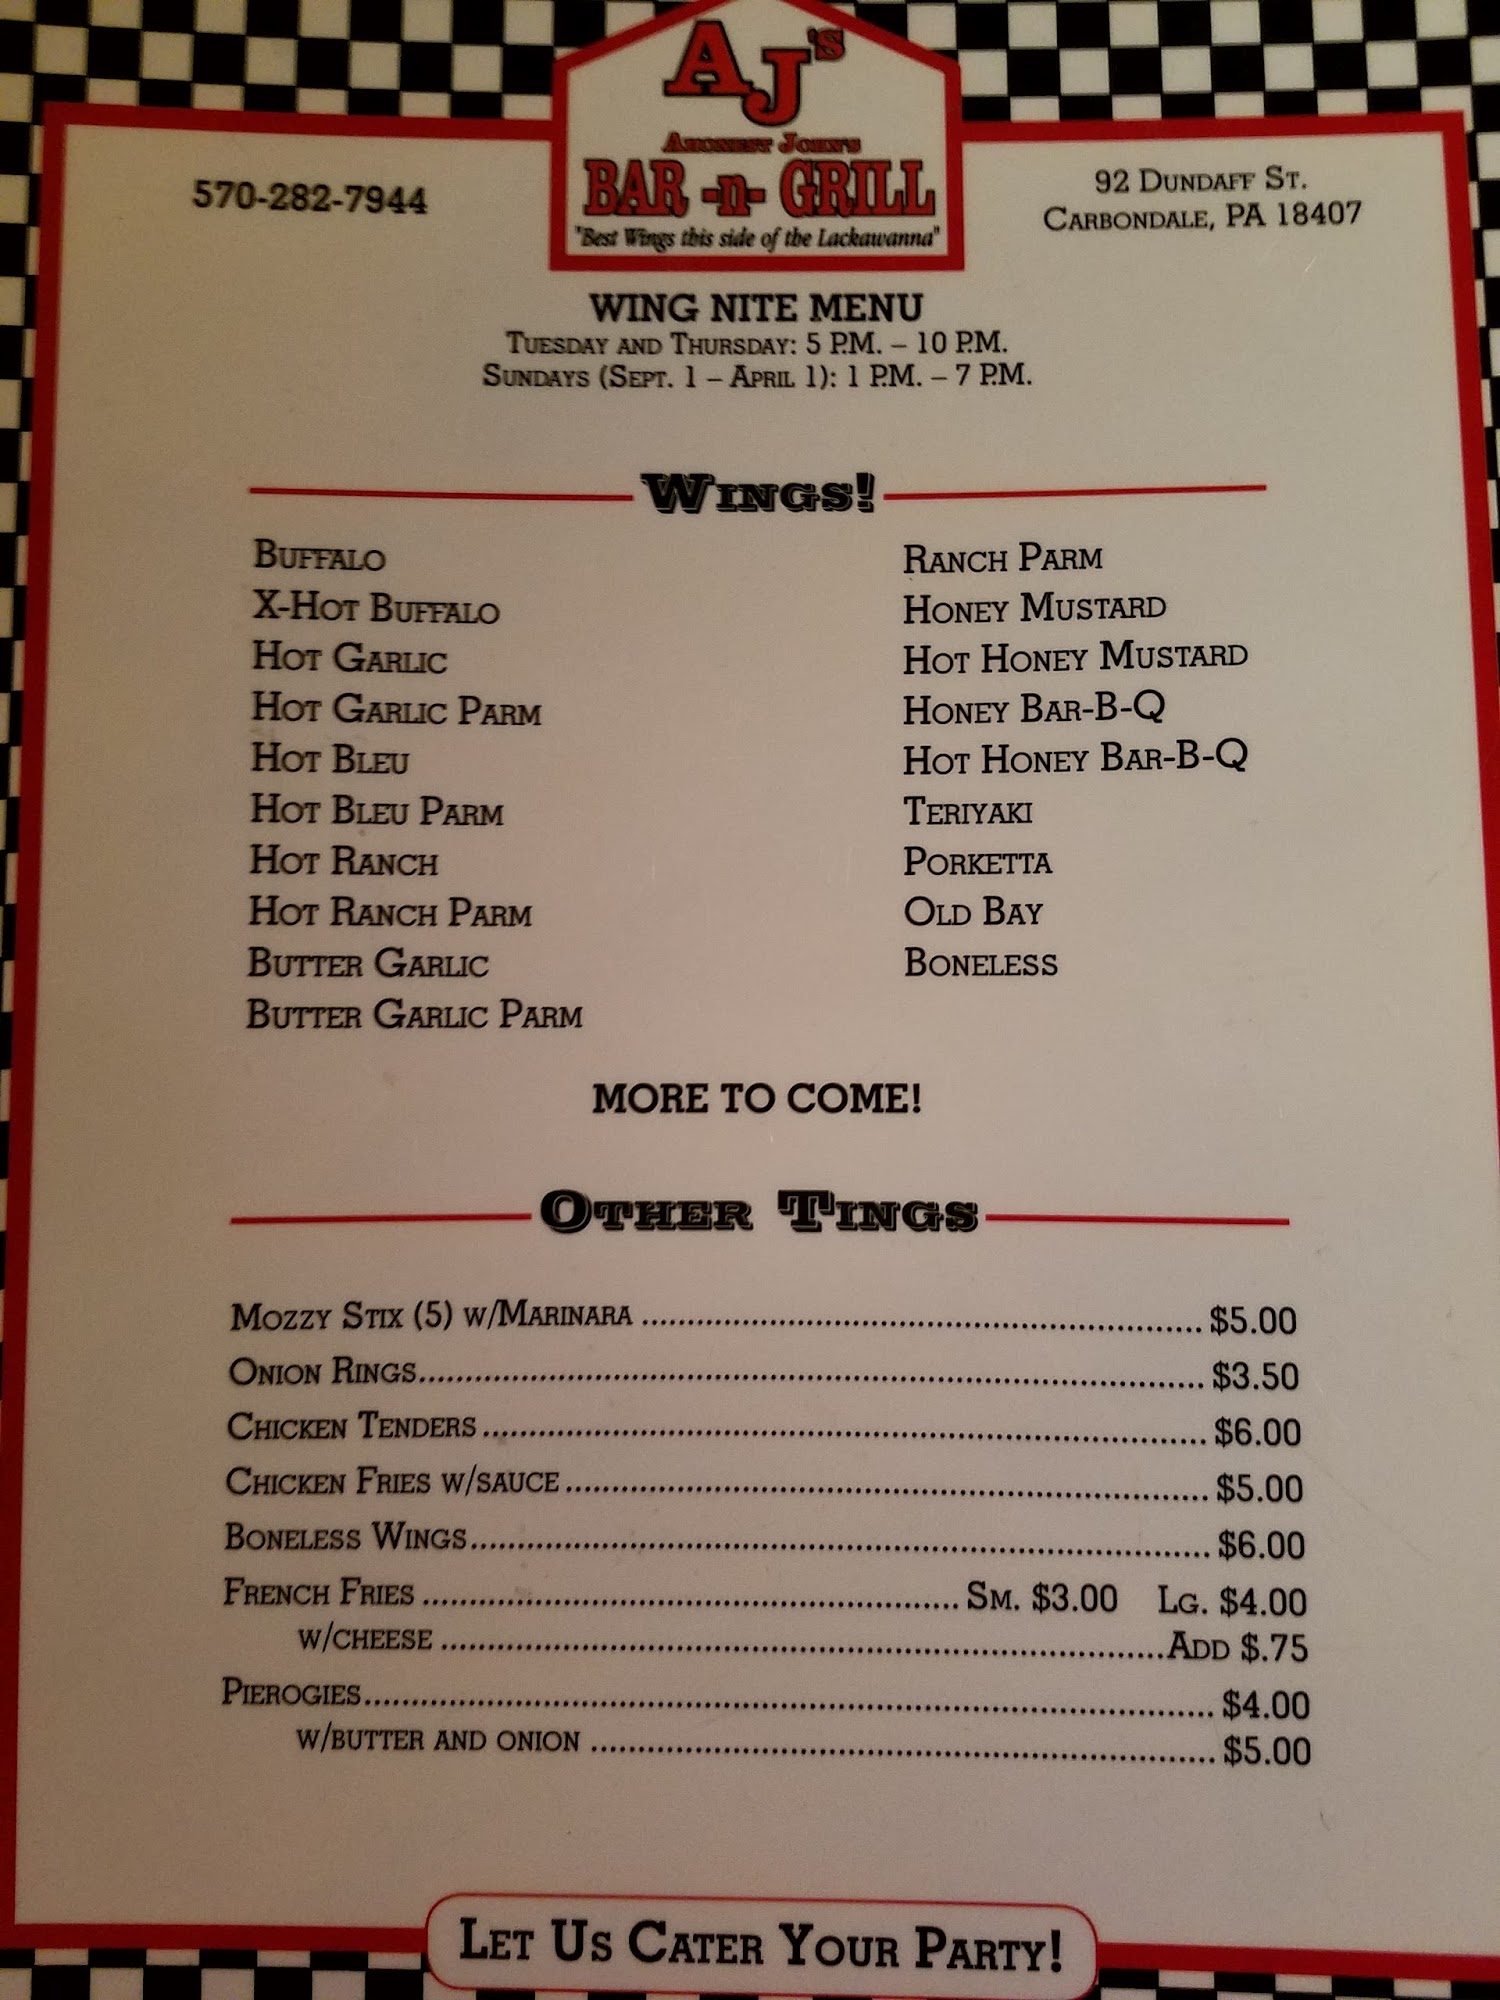 AJ's
Ahonest John's
BAR -n- GRILL
"Best Wings this side of the Lackawanna"
570-282-7944
92 Dundaff St.
Carbondale, PA 18407
WING NITE MENU
Tuesday and Thursday: 5 P.M. – 10 P.M.
Sundays (Sept. 1 – April 1): 1 P.M. – 7 P.M.
Wings!
Buffalo
X-Hot Buffalo
Hot Garlic
Hot Garlic Parm
Hot Bleu
Hot Bleu Parm
Hot Ranch
Hot Ranch Parm
Butter Garlic
Butter Garlic Parm
Ranch Parm
Honey Mustard
Hot Honey Mustard
Honey Bar-B-Q
Hot Honey Bar-B-Q
Teriyaki
Porketta
Old Bay
Boneless
MORE TO COME!
Other Tings
Mozzy Stix (5) w/Marinara $5.00
Onion Rings $3.50
Chicken Tenders $6.00
Chicken Fries w/sauce $5.00
Boneless Wings $6.00
French Fries Sm. $3.00 Lg. $4.00
w/cheese Add $.75
Pierogies $4.00
w/butter and onion $5.00
Let Us Cater Your Party!